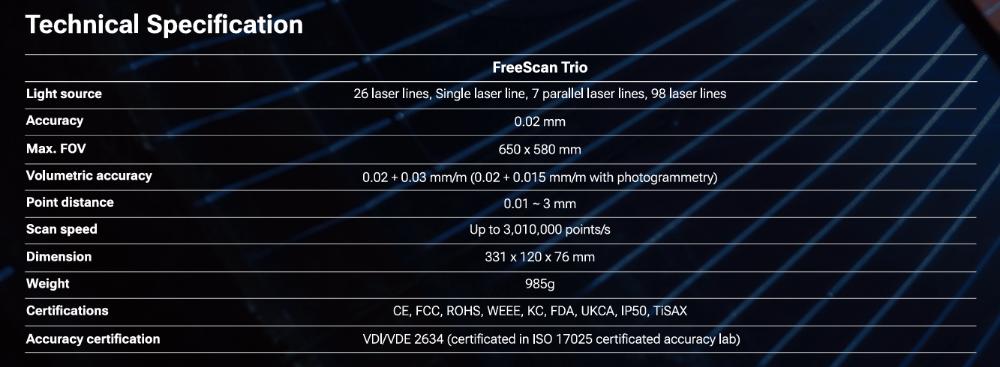 Technical Specification
FreeScan Trio
Light source 26 laser lines, Single laser line, 7 parallel laser lines, 98 laser lines
Accuracy 0.02 mm
Max. FOV 650 x 580 mm
Volumetric accuracy 0.02 + 0.03 mm/m (0.02 + 0.015 mm/m with photogrammetry)
Point distance 0.01 ~ 3 mm
Scan speed Up to 3,010,000 points/s
Dimension 331 x 120 x 76 mm
Weight 985g
Certifications CE, FCC, ROHS, WEEE, KC, FDA, UKCA, IP50, TiSAX
Accuracy certification VDI/VDE 2634 (certificated in ISO 17025 certificated accuracy lab)